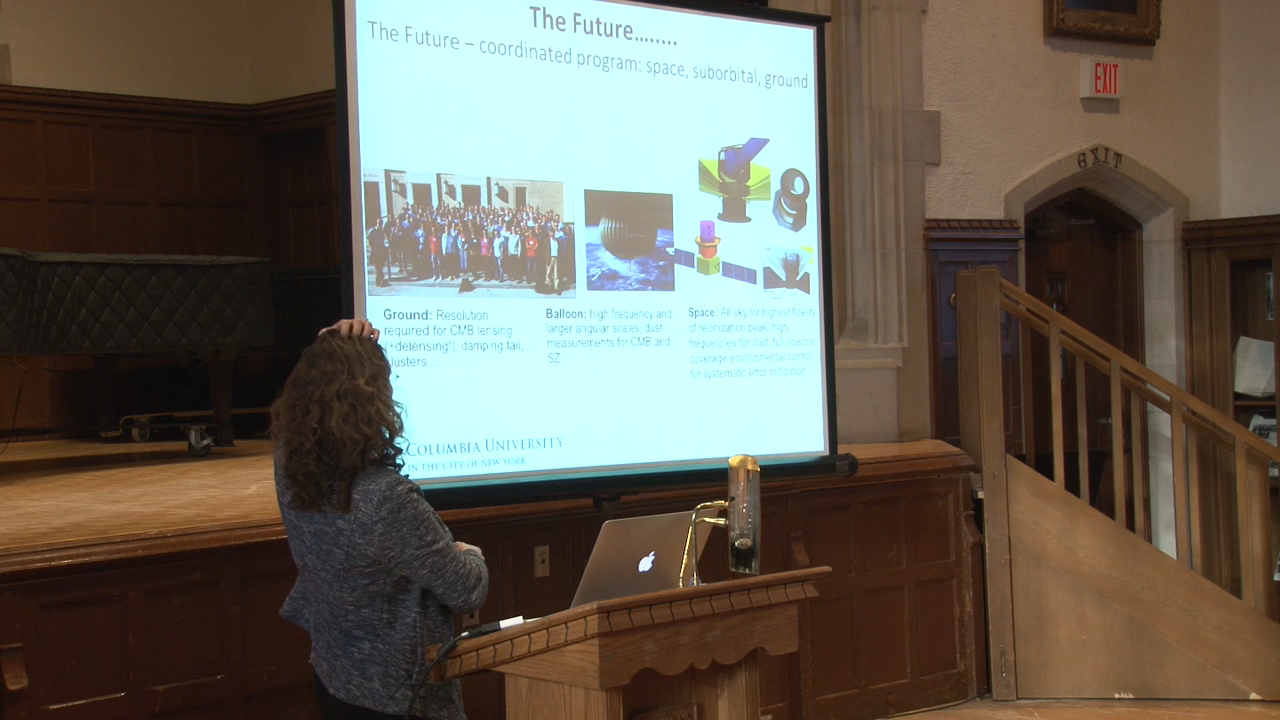 The Future........
The Future – coordinated program: space, suborbital, ground
Ground: Resolution
required for CMB lensing
(+delensing!), damping tail,
clusters....
Balloon: high frequency and
larger angular scales, dust
measurements for CMB and
SZ
Space: All sky for highest fidelity
of reionization peak, high
frequencies for dust, full spectral
coverage environmental control
for systematic error mitigation
COLUMBIA UNIVERSITY
IN THE CITY OF NEW YORK
EXIT
EXIT